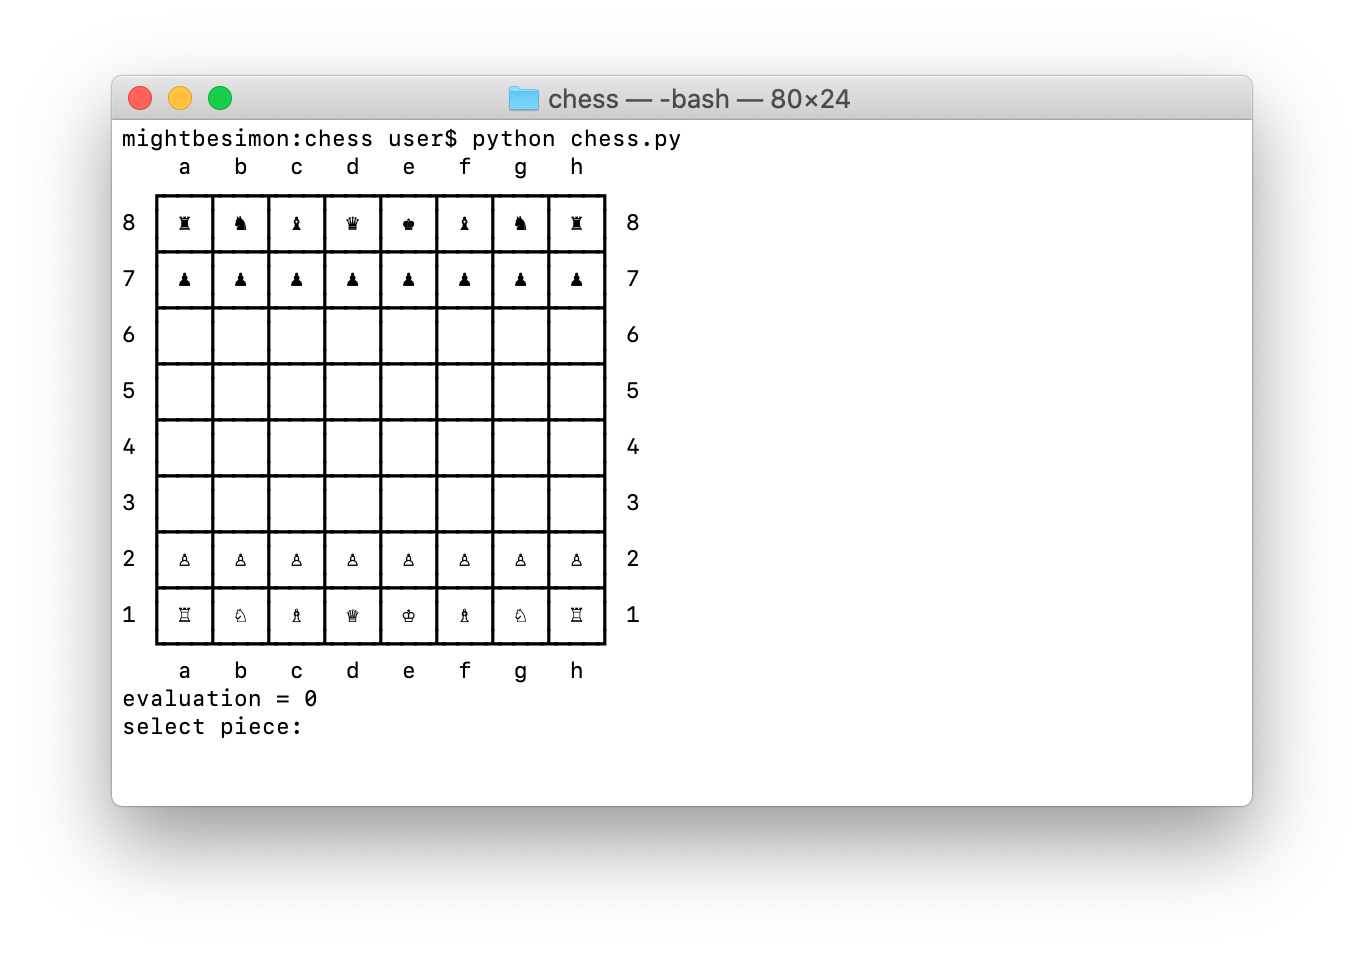 chess — -bash — 80×24
mightbesimon:chess user$ python chess.py
a b c d e f g h
8 ♜ ♞ ♝ ♛ ♚ ♝ ♞ ♜ 8
7 ♟ ♟ ♟ ♟ ♟ ♟ ♟ ♟ 7
6 6
5 5
4 4
3 3
2 ♙ ♙ ♙ ♙ ♙ ♙ ♙ ♙ 2
1 ♖ ♘ ♗ ♕ ♔ ♗ ♘ ♖ 1
a b c d e f g h
evaluation = 0
select piece: